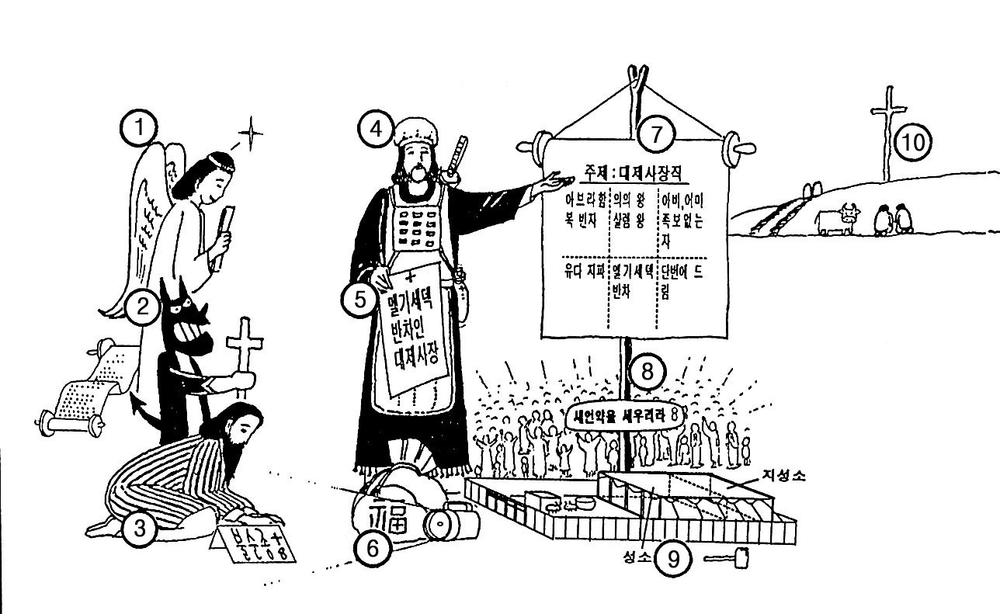 1
2
3
4
5
6
7
8
9
10
주제 : 대제사장직
아브라함 의의 왕 아비,어미
복 빈자 살렘 왕 족보없는
자
유다 지파 멜기세덱 단번에 드
반차 림
멜기세덱
반차인
대제사장
새언약을 세우리라 8
지성소
성소
福